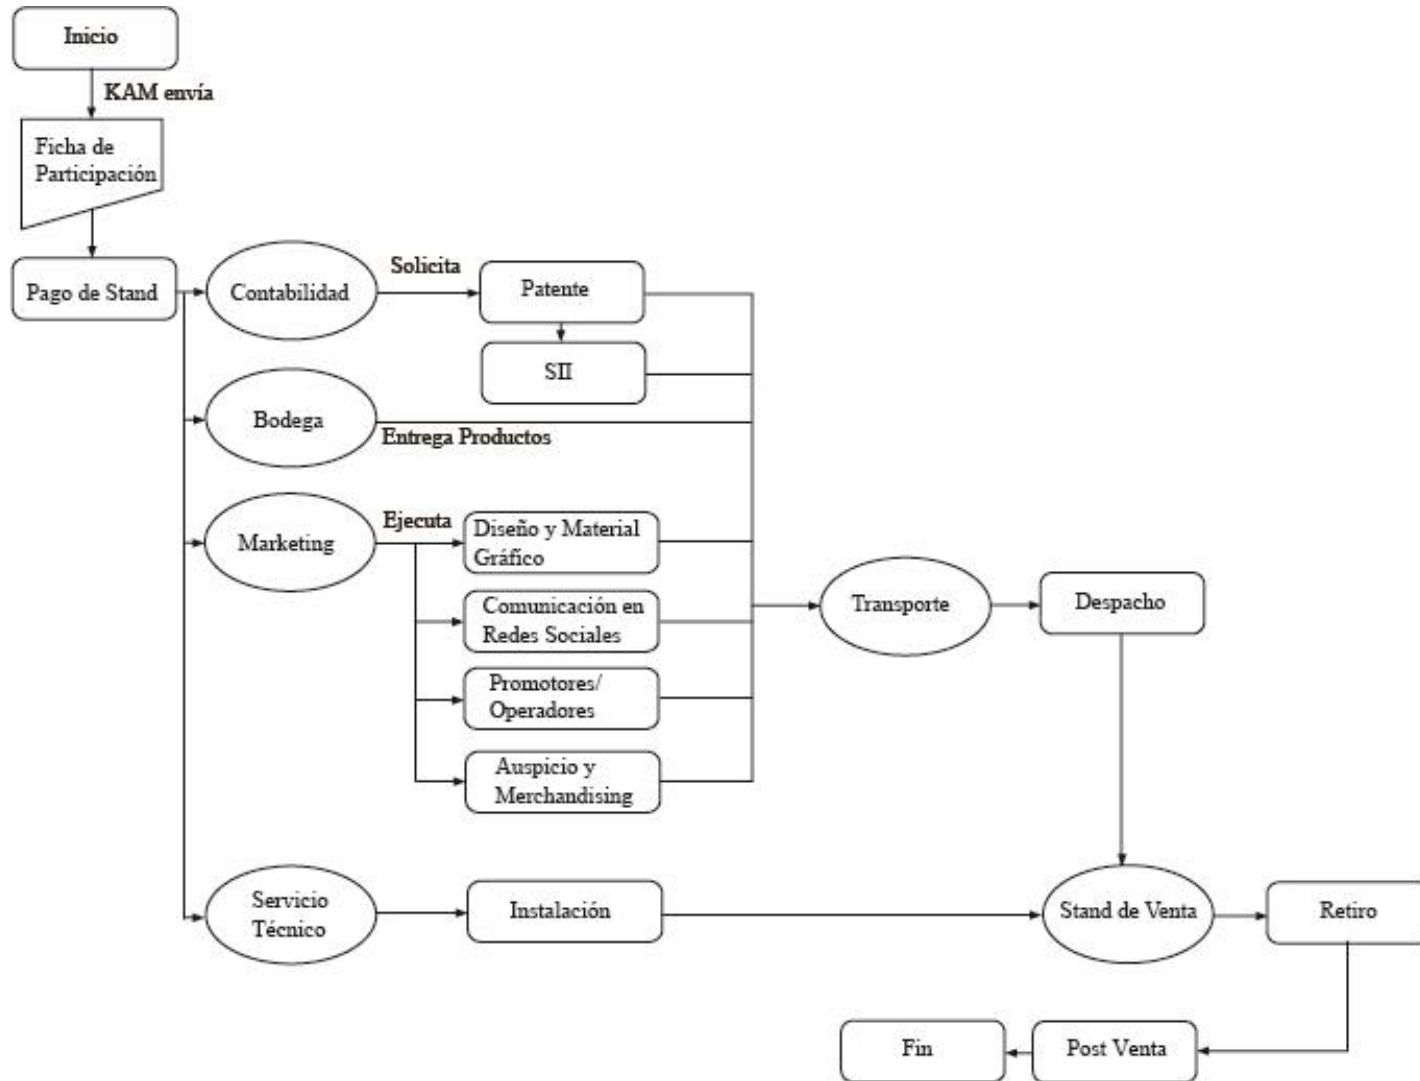 Inicio
KAM envía
Ficha de
Participación
Pago de Stand
Contabilidad
Solicita
Patente
SII
Bodega
Entrega Productos
Marketing
Ejecuta
Diseño y Material
Gráfico
Comunicación en
Redes Sociales
Promotores/
Operadores
Auspicio y
Merchandising
Transporte
Despacho
Servicio
Técnico
Instalación
Stand de Venta
Retiro
Post Venta
Fin